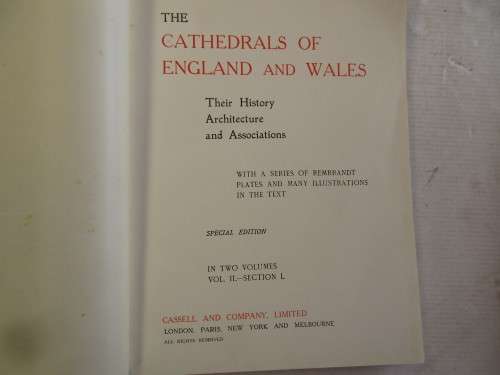 THE
CATHEDRALS OF
ENGLAND AND WALES
Their History
Architecture
and Associations
WITH A SERIES OF REMBRANDT
PLATES AND MANY ILLUSTRATIONS
IN THE TEXT
SPECIAL EDITION
IN TWO VOLUMES
VOL. II.—SECTION I.
CASSELL AND COMPANY, LIMITED
LONDON, PARIS, NEW YORK AND MELBOURNE
ALL RIGHTS RESERVED